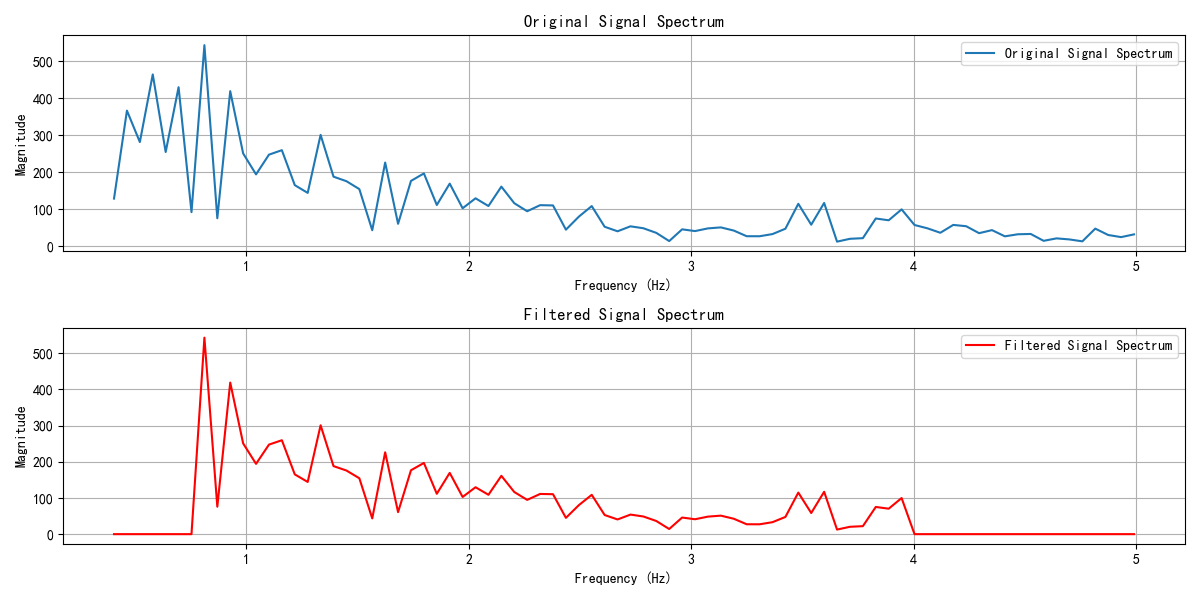 Original Signal Spectrum
Original Signal Spectrum
Magnitude
500
400
300
200
100
0
1
2
3
4
5
Frequency (Hz)
Filtered Signal Spectrum
Filtered Signal Spectrum
Magnitude
500
400
300
200
100
0
1
2
3
4
5
Frequency (Hz)